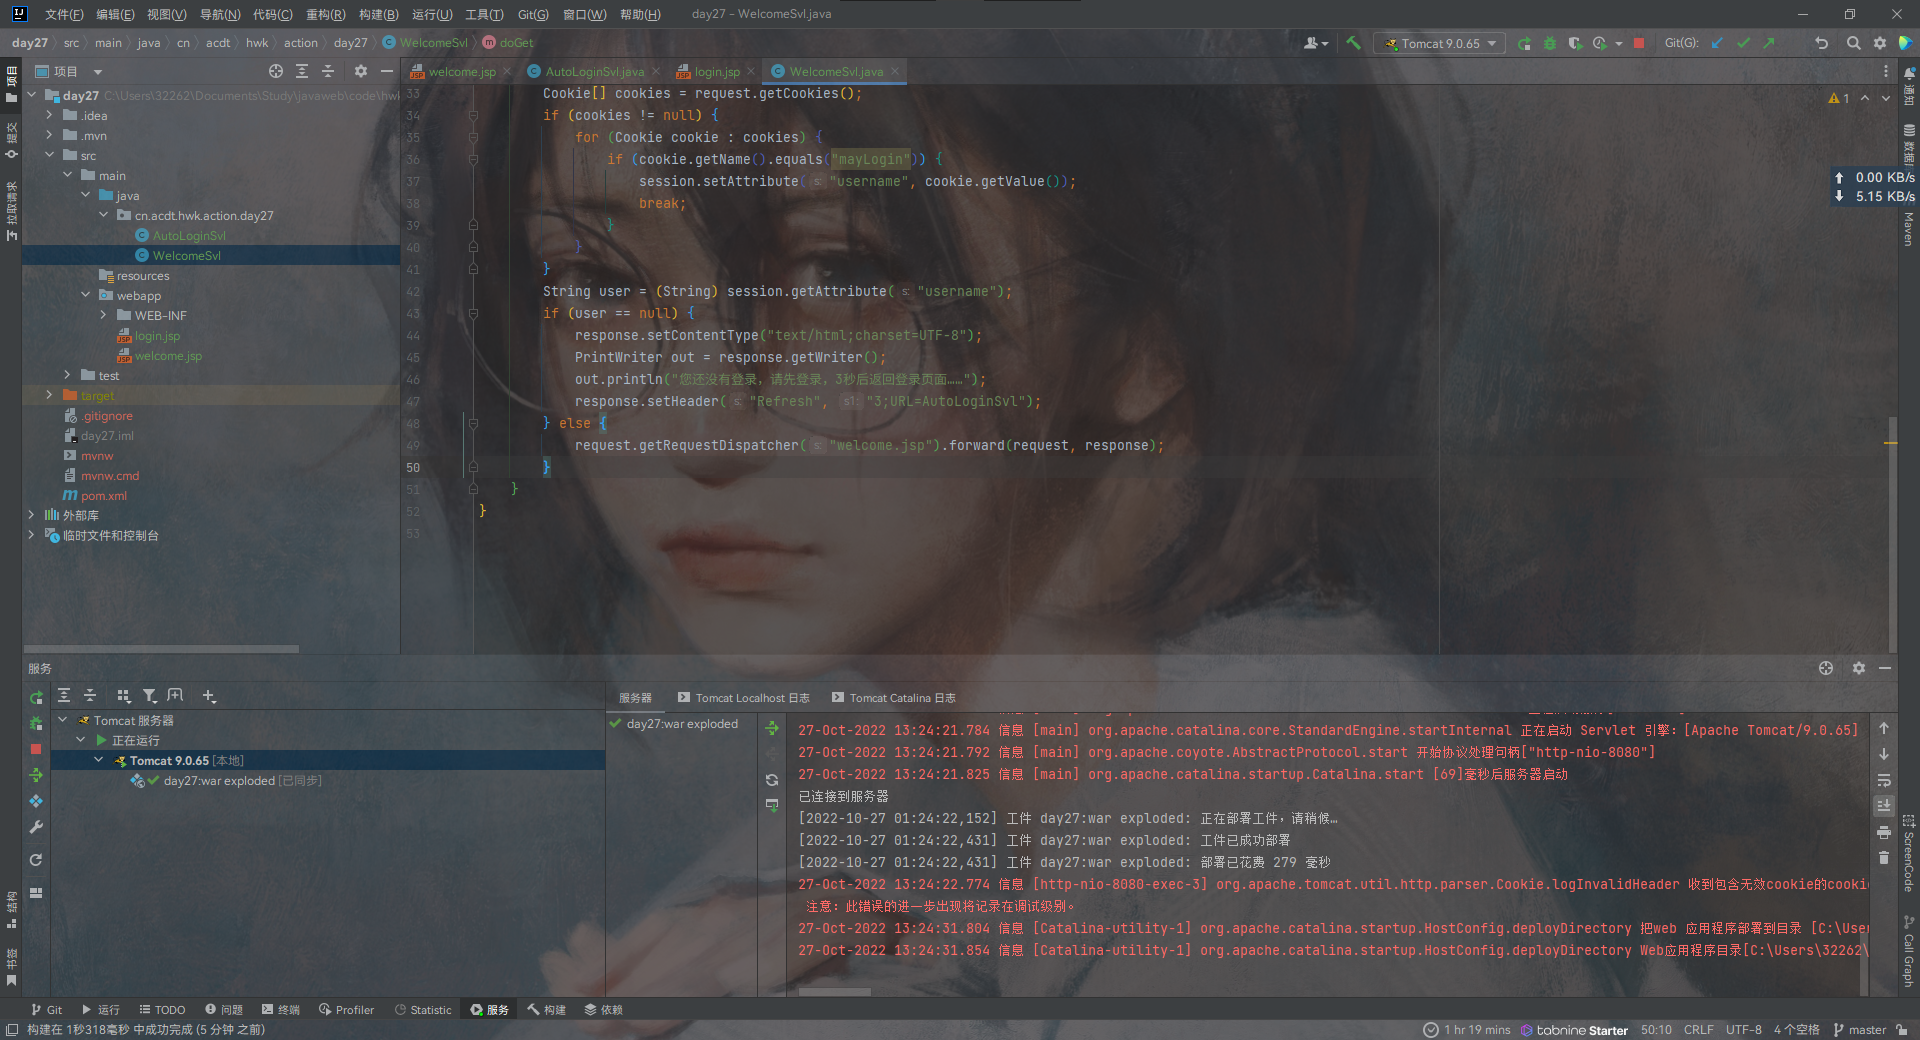 文件(F) 编辑(E) 视图(V) 导航(N) 代码(C) 重构(R) 构建(B) 运行(U) 工具(T) Git(G) 窗口(W) 帮助(H) day27 - WelcomeSvl.java
day27 src main java cn acdt hwk action day27 WelcomeSvl doGet
Tomcat 9.0.65 Git(G):
项目
welcome.jsp AutoLoginSvl.java login.jsp WelcomeSvl.java
day27 C:\Users\32262\Documents\Study\javaweb\code\hwk
.idea
.mvn
src
main
java
cn.acdt.hwk.action.day27
AutoLoginSvl
WelcomeSvl
resources
webapp
WEB-INF
login.jsp
welcome.jsp
test
target
.gitignore
day27.iml
mvnw
mvnw.cmd
pom.xml
外部库
临时文件和控制台
33 Cookie[] cookies = request.getCookies();
34 if (cookies != null) {
35 for (Cookie cookie : cookies) {
36 if (cookie.getName().equals("mayLogin")) {
37 session.setAttribute( s: "username", cookie.getValue());
38 break;
39 }
40 }
41 }
42 String user = (String) session.getAttribute( s: "username");
43 if (user == null) {
44 response.setContentType("text/html;charset=UTF-8");
45 PrintWriter out = response.getWriter();
46 out.println("您还没有登录，请先登录，3秒后返回登录页面……");
47 response.setHeader( s: "Refresh", s1: "3;URL=AutoLoginSvl");
48 } else {
49 request.getRequestDispatcher( s: "welcome.jsp").forward(request, response);
50 }
51 }
52 }
53
1
0.00 KB/s
5.15 KB/s
项目
提交
拉取请求
结构
书签
通知
数据库
Maven
ScreenCode
Call Graph
服务
Tomcat 服务器
正在运行
Tomcat 9.0.65 [本地]
day27:war exploded [已同步]
服务器 Tomcat Localhost 日志 Tomcat Catalina 日志
day27:war exploded
27-Oct-2022 13:24:21.784 信息 [main] org.apache.catalina.core.StandardEngine.startInternal 正在启动 Servlet 引擎：[Apache Tomcat/9.0.65]
27-Oct-2022 13:24:21.792 信息 [main] org.apache.coyote.AbstractProtocol.start 开始协议处理句柄["http-nio-8080"]
27-Oct-2022 13:24:21.825 信息 [main] org.apache.catalina.startup.Catalina.start [69]毫秒后服务器启动
已连接到服务器
[2022-10-27 01:24:22,152] 工件 day27:war exploded: 正在部署工件，请稍候…
[2022-10-27 01:24:22,431] 工件 day27:war exploded: 工件已成功部署
[2022-10-27 01:24:22,431] 工件 day27:war exploded: 部署已花费 279 毫秒
27-Oct-2022 13:24:22.774 信息 [http-nio-8080-exec-3] org.apache.tomcat.util.http.parser.Cookie.logInvalidHeader 收到包含无效cookie的cooki
注意：此错误的进一步出现将记录在调试级别。
27-Oct-2022 13:24:31.804 信息 [Catalina-utility-1] org.apache.catalina.startup.HostConfig.deployDirectory 把web 应用程序部署到目录 [C:\User
27-Oct-2022 13:24:31.854 信息 [Catalina-utility-1] org.apache.catalina.startup.HostConfig.deployDirectory Web应用程序目录[C:\Users\32262\
Git 运行 TODO 问题 终端 Profiler Statistic 服务 构建 依赖
构建在 1秒318毫秒 中成功完成 (5 分钟 之前) 1 hr 19 mins tabnine Starter 50:10 CRLF UTF-8 4 个空格 master